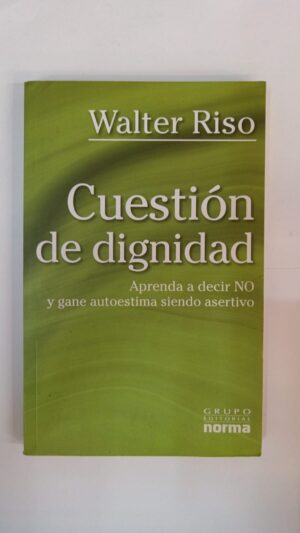 Walter Riso
Cuestión
de dignidad
Aprenda a decir NO
y gane autoestima siendo asertivo
GRUPO
EDITORIAL
norma